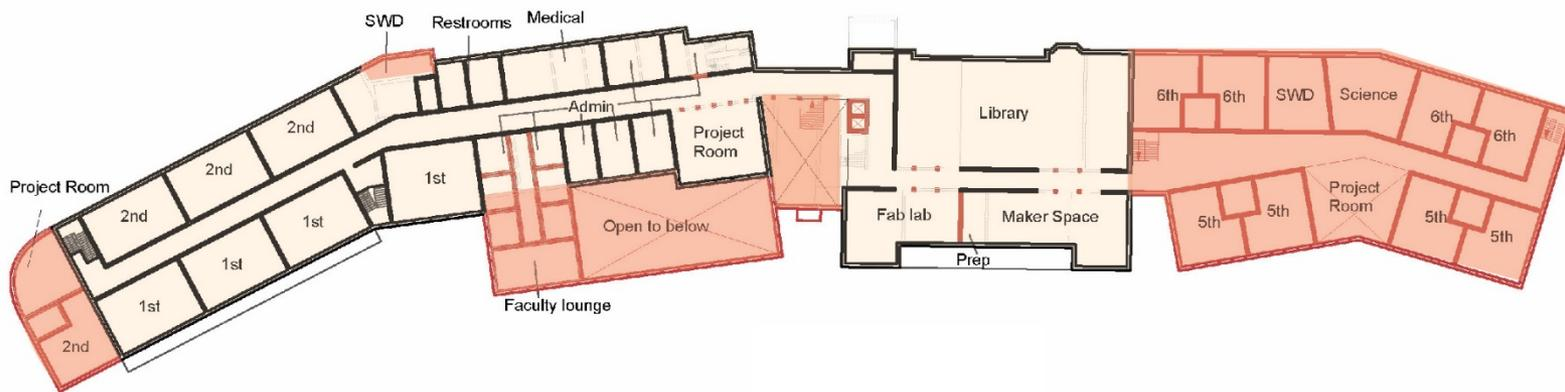 SWD
Restrooms
Medical
Admin
2nd
2nd
2nd
Project Room
1st
1st
1st
1st
2nd
Project
Room
Open to below
Faculty lounge
Library
Fab lab
Maker Space
Prep
6th
6th
SWD
Science
6th
6th
5th
5th
Project
Room
5th
5th